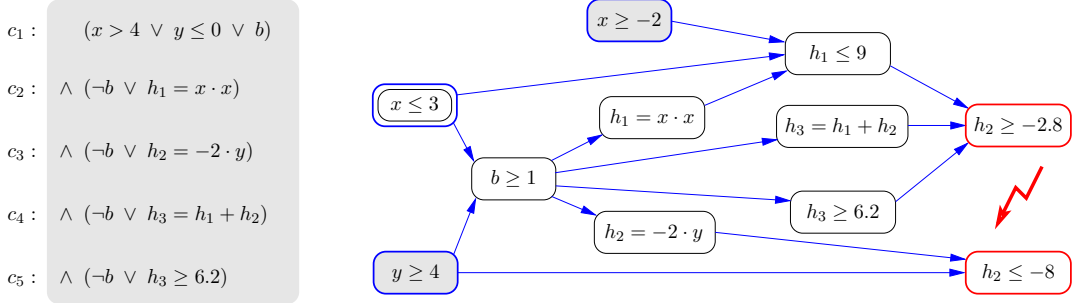 c₁ : (x > 4 ∨ y ≤ 0 ∨ b)
c₂ : ∧ (¬b ∨ h₁ = x · x)
c₃ : ∧ (¬b ∨ h₂ = −2 · y)
c₄ : ∧ (¬b ∨ h₃ = h₁ + h₂)
c₅ : ∧ (¬b ∨ h₃ ≥ 6.2)
x ≥ −2
h₁ ≤ 9
x ≤ 3
h₁ = x · x
h₃ = h₁ + h₂
h₂ ≥ −2.8
b ≥ 1
h₃ ≥ 6.2
h₂ = −2 · y
y ≥ 4
h₂ ≤ −8